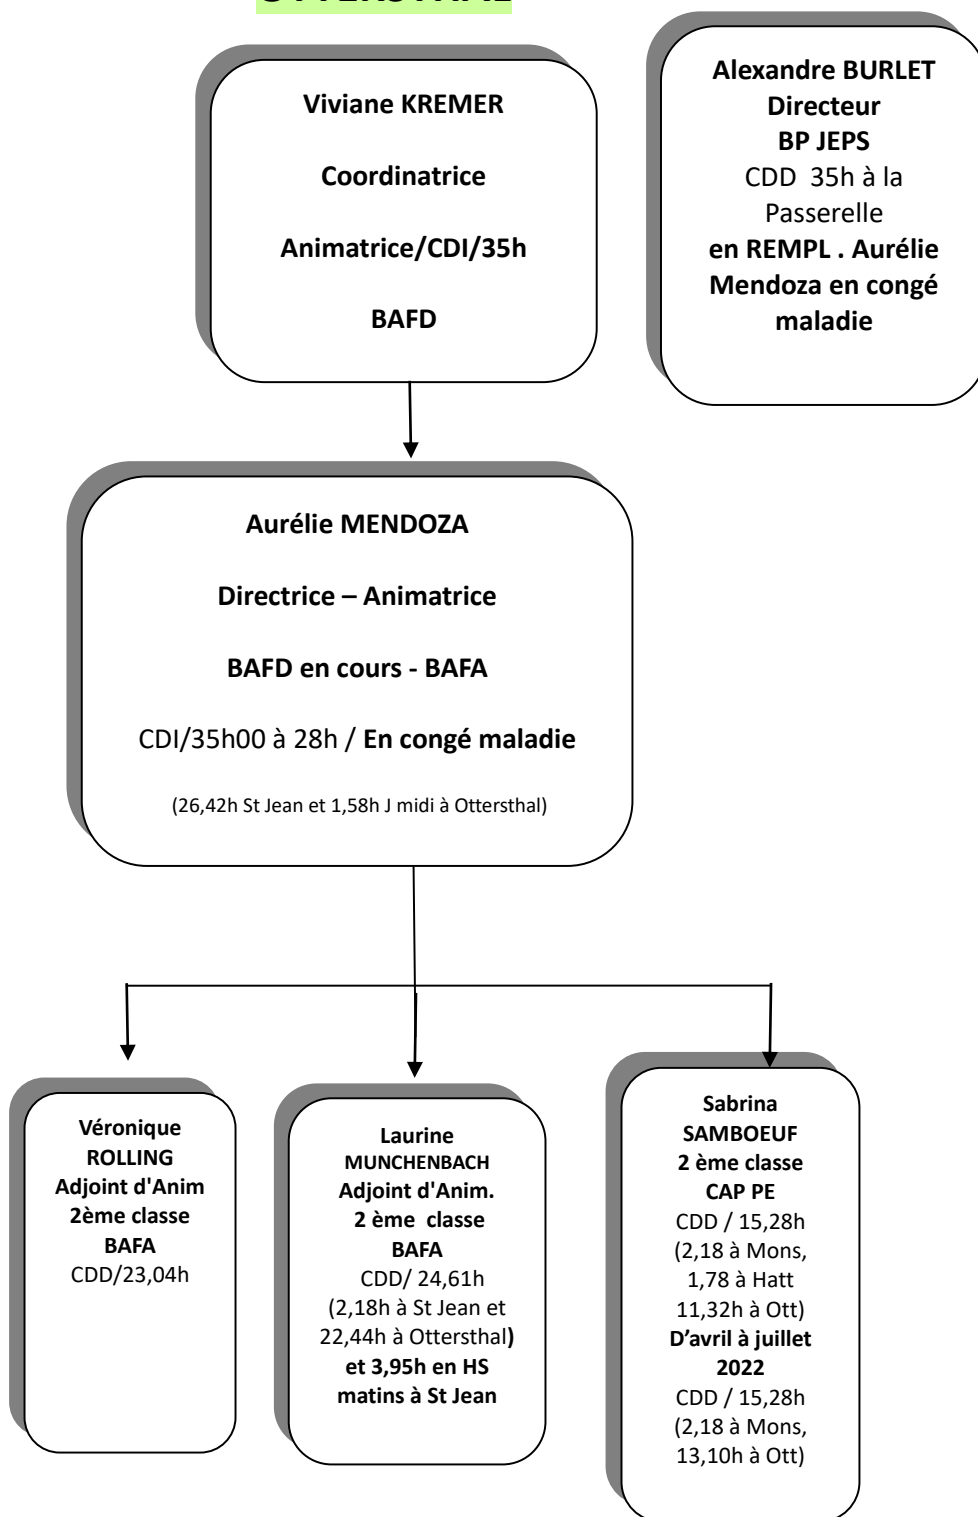 OTTERSTHAL
Viviane KREMER
Coordinatrice
Animatrice/CDI/35h
BAFD
Alexandre BURLET
Directeur
BP JEPS
CDD 35h à la
Passerelle
en REMPL . Aurélie
Mendoza en congé
maladie
Aurélie MENDOZA
Directrice – Animatrice
BAFD en cours - BAFA
CDI/35h00 à 28h / En congé maladie
(26,42h St Jean et 1,58h J midi à Ottersthal)
Véronique
ROLLING
Adjoint d'Anim
2ème classe
BAFA
CDD/23,04h
Laurine
MUNCHENBACH
Adjoint d'Anim.
2 ème classe
BAFA
CDD/ 24,61h
(2,18h à St Jean et
22,44h à Ottersthal)
et 3,95h en HS
matins à St Jean
Sabrina
SAMBOEUF
2 ème classe
CAP PE
CDD / 15,28h
(2,18 à Mons,
1,78 à Hatt
11,32h à Ott)
D’avril à juillet
2022
CDD / 15,28h
(2,18 à Mons,
13,10h à Ott)